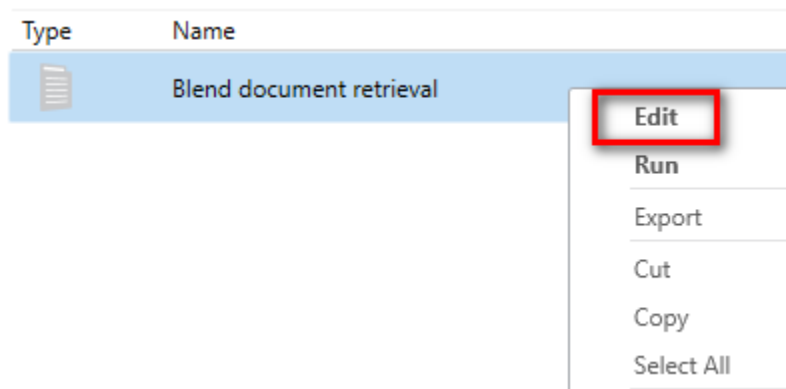 Type Name
Blend document retrieval
Edit
Run
Export
Cut
Copy
Select All